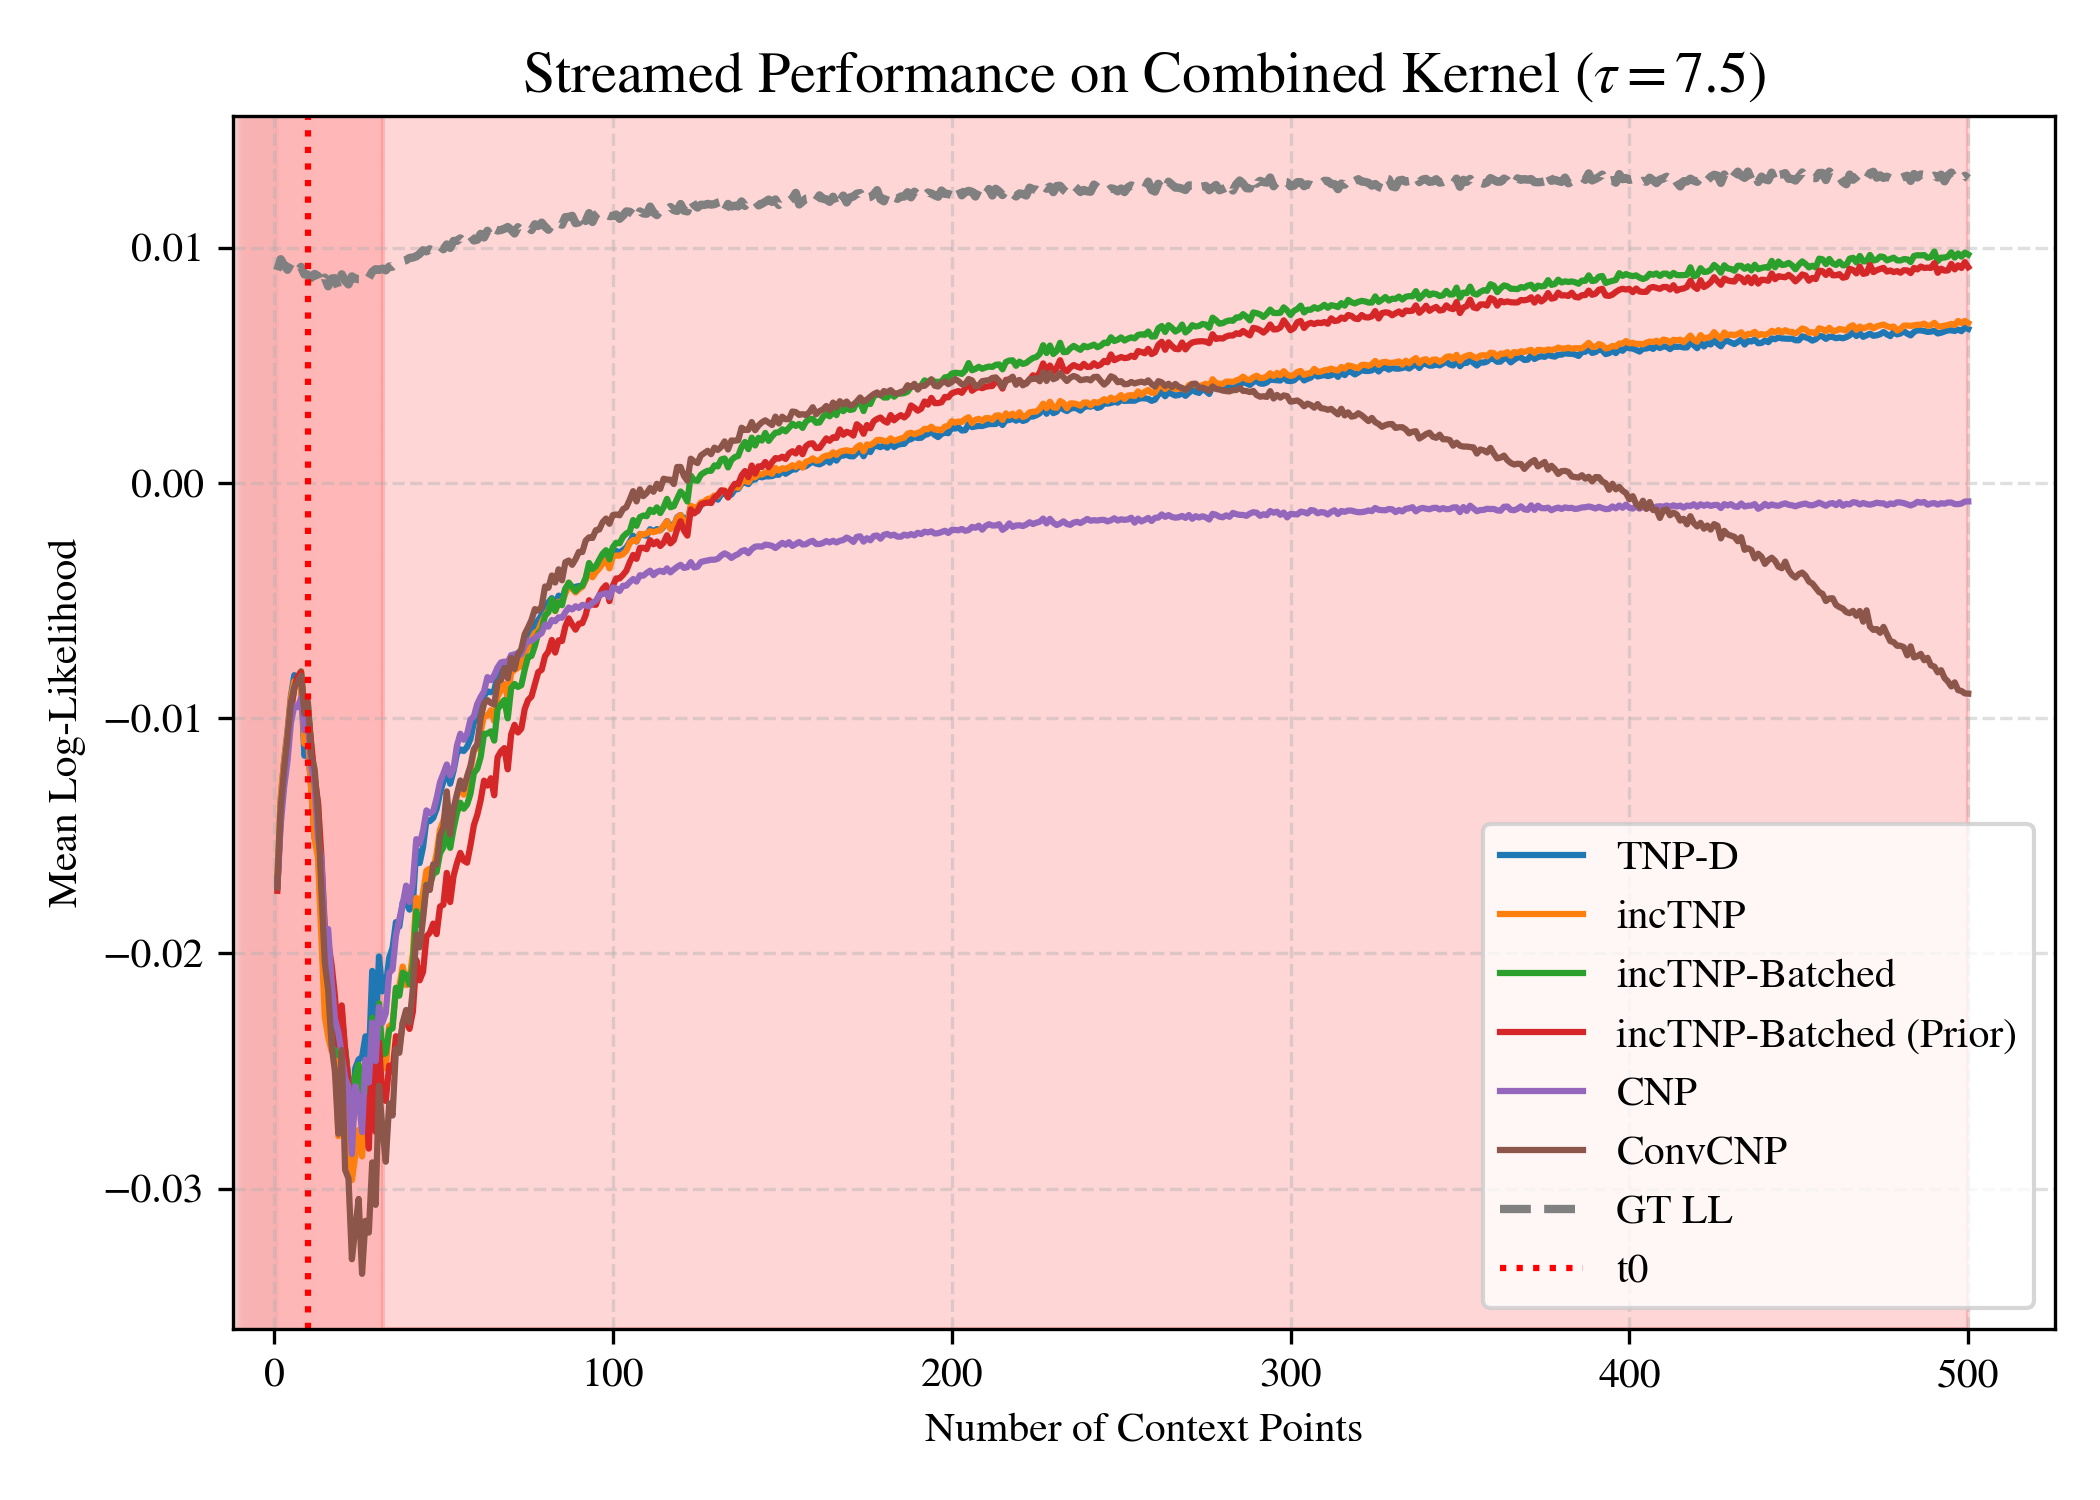 Streamed Performance on Combined Kernel (τ = 7.5)
Mean Log-Likelihood
0.01
0.00
−0.01
−0.02
−0.03
0
100
200
300
400
500
Number of Context Points
TNP-D
incTNP
incTNP-Batched
incTNP-Batched (Prior)
CNP
ConvCNP
GT LL
t0